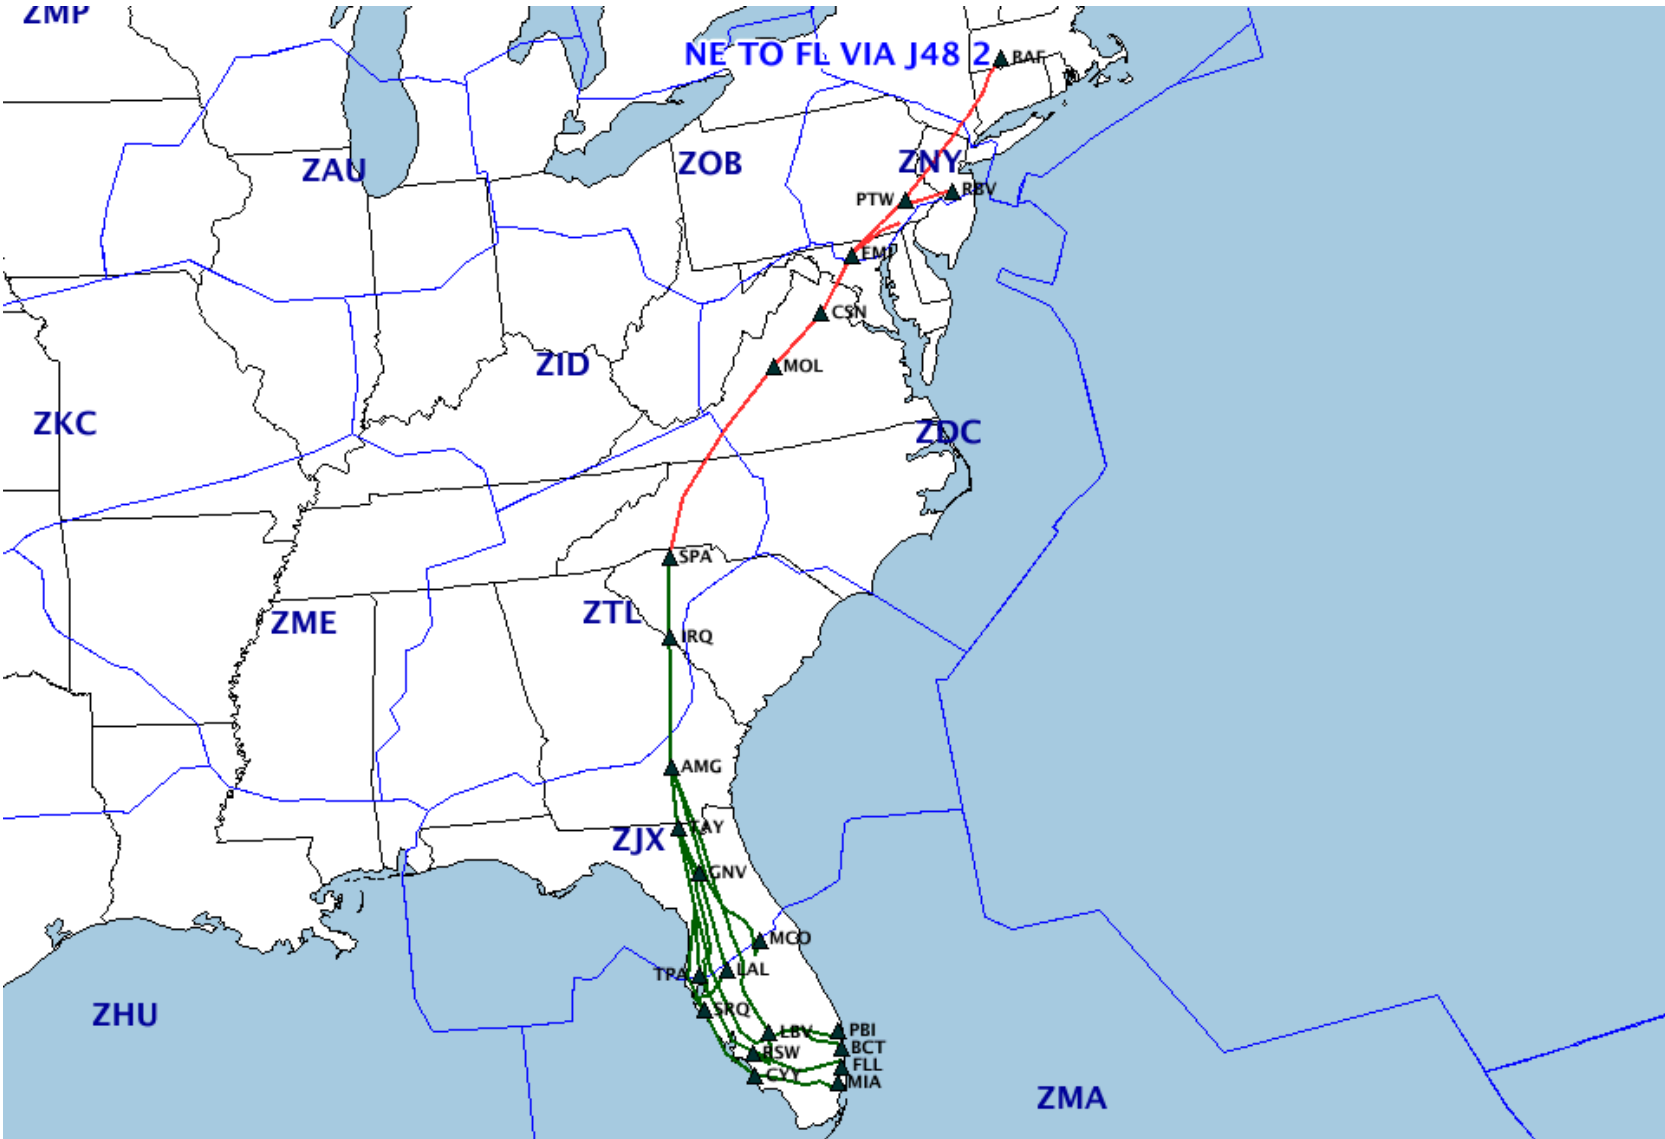 ZMP
NE TO FL VIA J48 2
BAF
ZAU
ZOB
ZNY
PTW
RBV
EMI
CSN
ZID
MOL
ZKC
ZDC
SPA
ZME
ZTL
IRQ
AMG
ZJX
TAY
GNV
MCO
TPA
LAL
SRQ
ZHU
LBV
PBI
RSW
BCT
FLL
CYY
MIA
ZMA